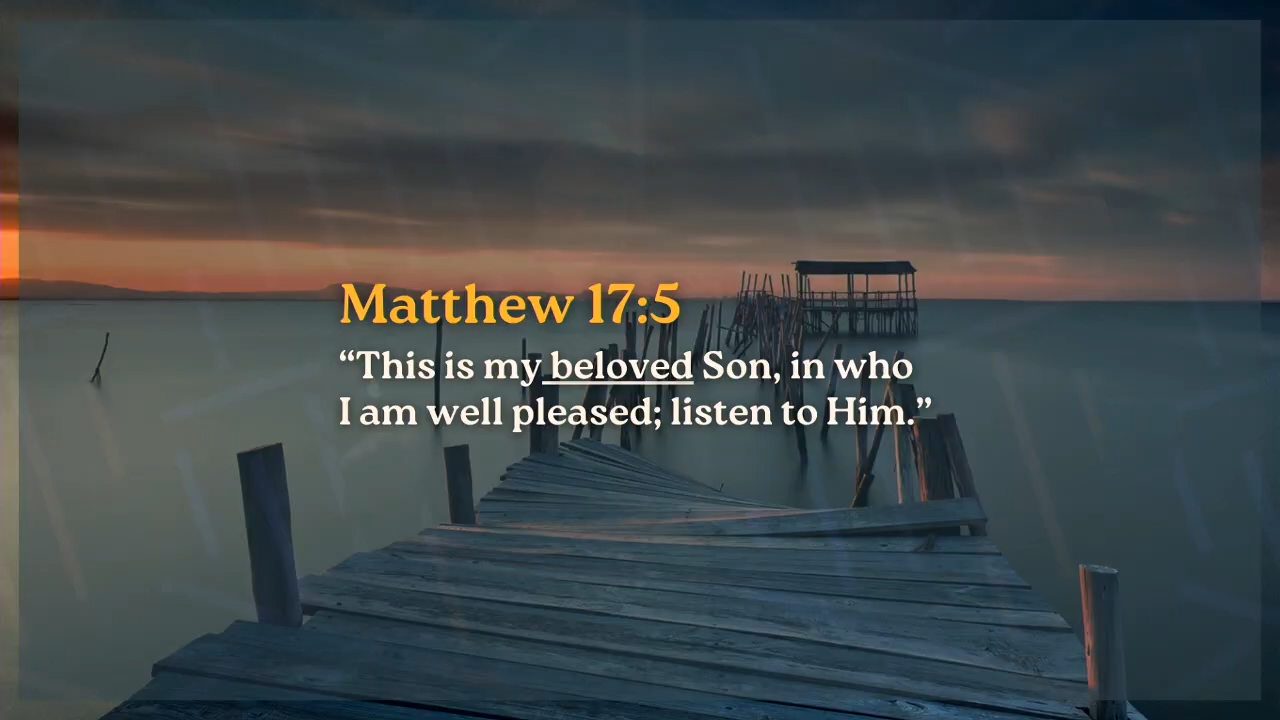 Matthew 17:5
“This is my beloved Son, in who
I am well pleased; listen to Him.”